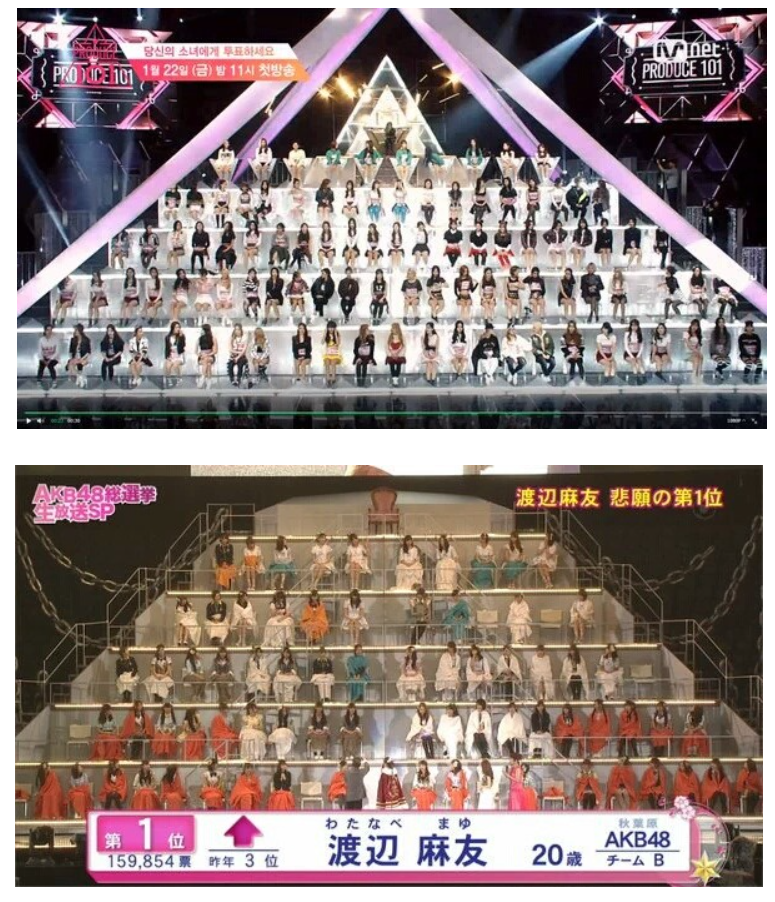 당신의 소녀에게 투표하세요
1월 22일 (금) 밤 11시 첫방송
PRODUCE 101
Mnet
PRODUCE 101
AKB48総選挙
生放送SP
渡辺麻友 悲願の第1位
第1位
159,854票
昨年 3 位
わたなべ まゆ
渡辺 麻友
20歳
秋葉原
AKB48
チーム B